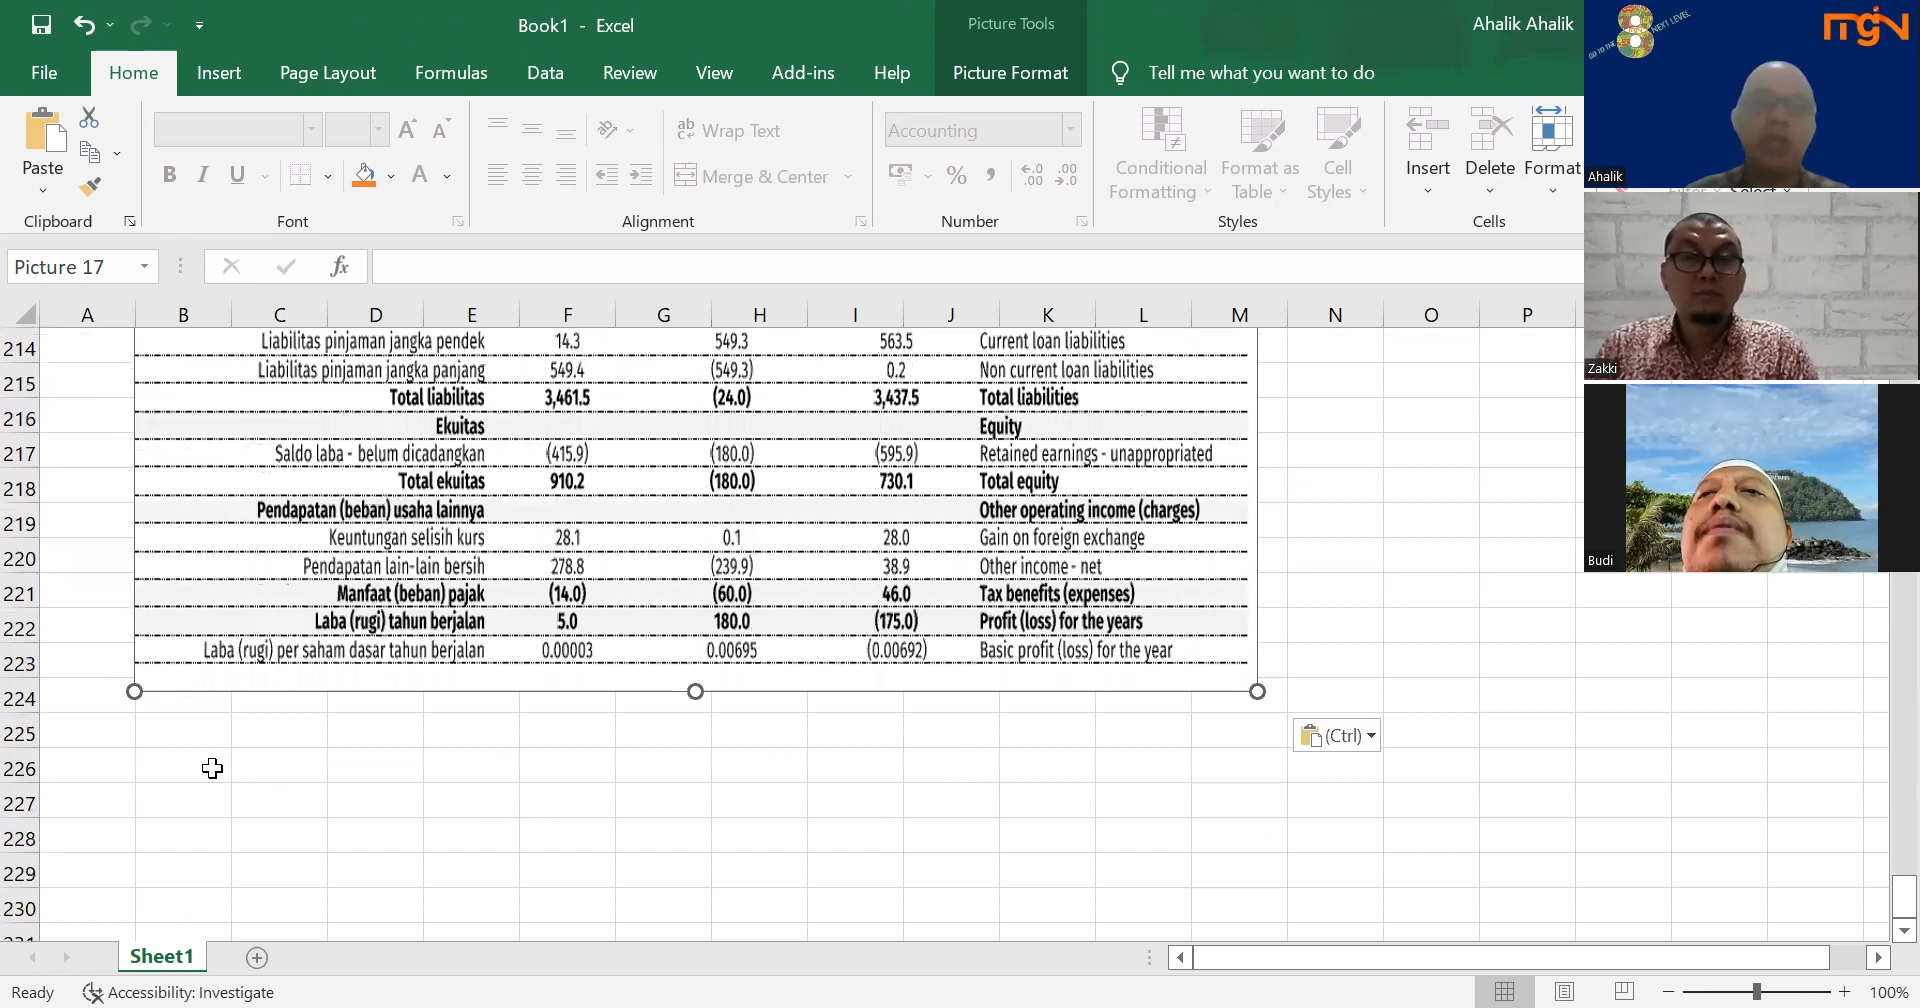 Book1 - Excel
Picture Tools
Ahalik Ahalik
File Home Insert Page Layout Formulas Data Review View Add-ins Help Picture Format Tell me what you want to do
Paste
ab Wrap Text
Merge & Center
Accounting
Conditional Formatting
Format as Table
Cell Styles
Insert Delete Format
Clipboard Font Alignment Number Styles Cells
Picture 17
fx
A B C D E F G H I J K L M N O P
214 Liabilitas pinjaman jangka pendek 14.3 549.3 563.5 Current loan liabilities
215 Liabilitas pinjaman jangka panjang 549.4 (549.3) 0.2 Non current loan liabilities
Total liabilitas 3,461.5 (24.0) 3,437.5 Total liabilities
216 Ekuitas Equity
217 Saldo laba - belum dicadangkan (415.9) (180.0) (595.9) Retained earnings - unappropriated
218 Total ekuitas 910.2 (180.0) 730.1 Total equity
219 Pendapatan (beban) usaha lainnya Other operating income (charges)
Keuntungan selisih kurs 28.1 0.1 28.0 Gain on foreign exchange
220 Pendapatan lain-lain bersih 278.8 (239.9) 38.9 Other income - net
221 Manfaat (beban) pajak (14.0) (60.0) 46.0 Tax benefits (expenses)
222 Laba (rugi) tahun berjalan 5.0 180.0 (175.0) Profit (loss) for the years
223 Laba (rugi) per saham dasar tahun berjalan 0.00003 0.00695 (0.00692) Basic profit (loss) for the year
224
225 (Ctrl)
226
227
228
229
230
Sheet1
Ready Accessibility: Investigate 100%
GO TO THE 8 NEXT LEVEL
mgn
Ahalik
Zakki
Budi